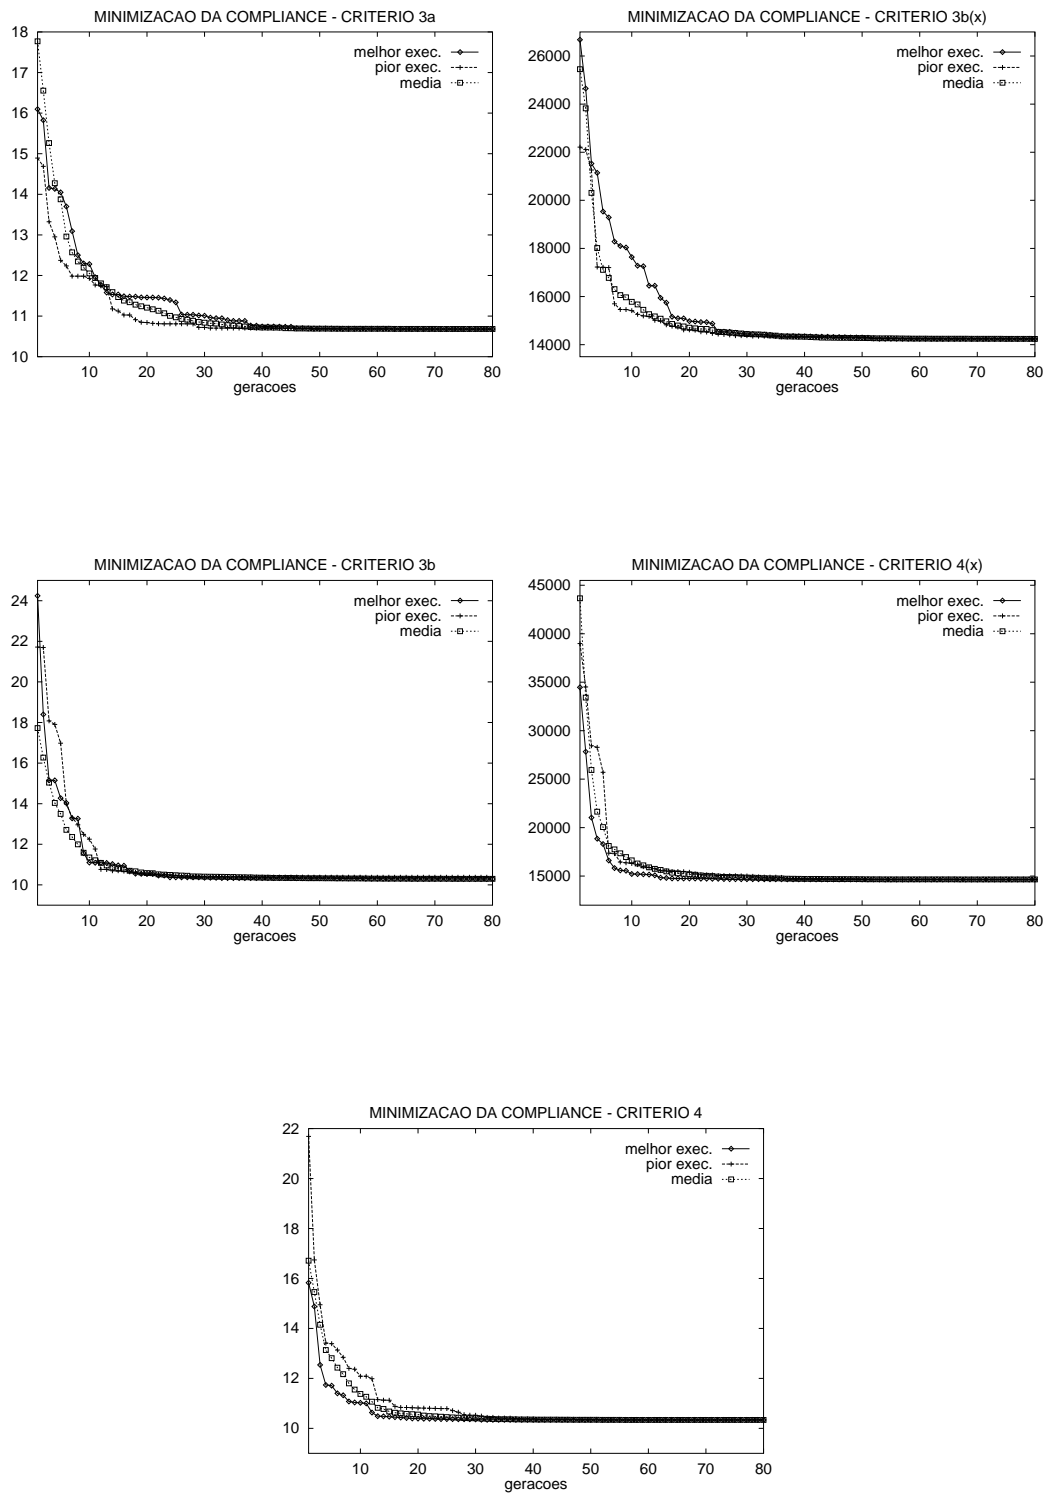 MINIMIZACAO DA COMPLIANCE - CRITERIO 3a
18
17
16
15
14
13
12
11
10
melhor exec.
pior exec.
media
10 20 30 40 50 60 70 80
geracoes
MINIMIZACAO DA COMPLIANCE - CRITERIO 3b(x)
26000
24000
22000
20000
18000
16000
14000
melhor exec.
pior exec.
media
10 20 30 40 50 60 70 80
geracoes
MINIMIZACAO DA COMPLIANCE - CRITERIO 3b
24
22
20
18
16
14
12
10
melhor exec.
pior exec.
media
10 20 30 40 50 60 70 80
geracoes
MINIMIZACAO DA COMPLIANCE - CRITERIO 4(x)
45000
40000
35000
30000
25000
20000
15000
melhor exec.
pior exec.
media
10 20 30 40 50 60 70 80
geracoes
MINIMIZACAO DA COMPLIANCE - CRITERIO 4
22
20
18
16
14
12
10
melhor exec.
pior exec.
media
10 20 30 40 50 60 70 80
geracoes